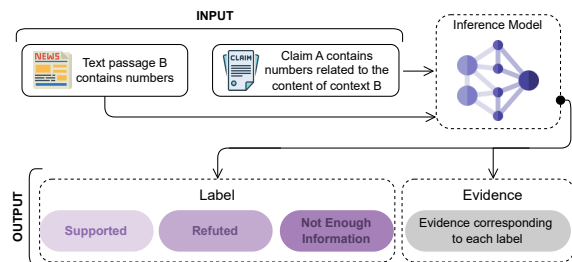 INPUT
NEWS
Text passage B
contains numbers
CLAIM
Claim A contains
numbers related to the
content of context B
Inference Model
OUTPUT
Label
Supported
Refuted
Not Enough
Information
Evidence
Evidence corresponding
to each label